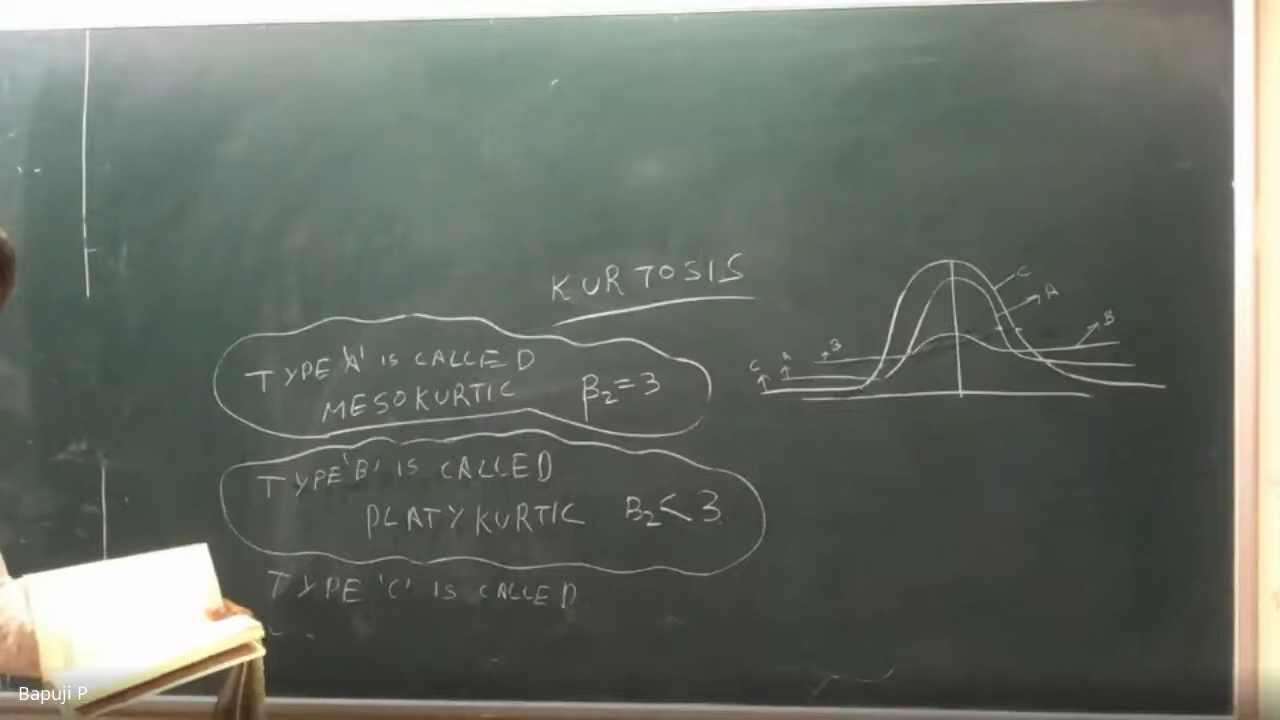 KURTOSIS
TYPE 'A' IS CALLED
MESOKURTIC β₂=3
TYPE 'B' IS CALLED
PLATYKURTIC β₂<3
TYPE 'C' IS CALLED
C
A
B
C
A
B
Bapuji P